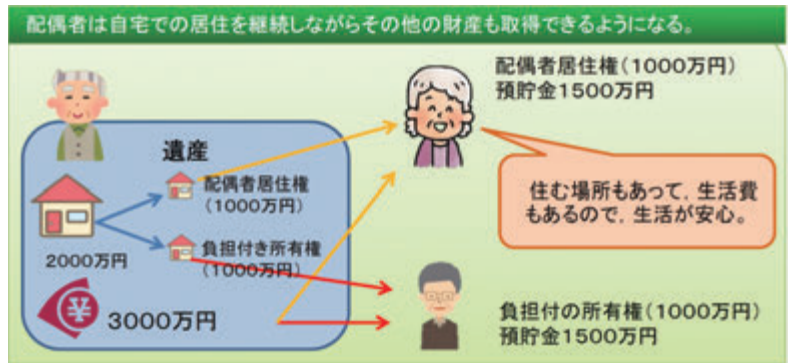 配偶者は自宅での居住を継続しながらその他の財産も取得できるようになる。
配偶者居住権(1000万円)
預貯金1500万円
遺産
配偶者居住権
(1000万円)
住む場所もあって,生活費
もあるので,生活が安心。
負担付き所有権
(1000万円)
2000万円
¥
3000万円
負担付の所有権(1000万円)
預貯金1500万円